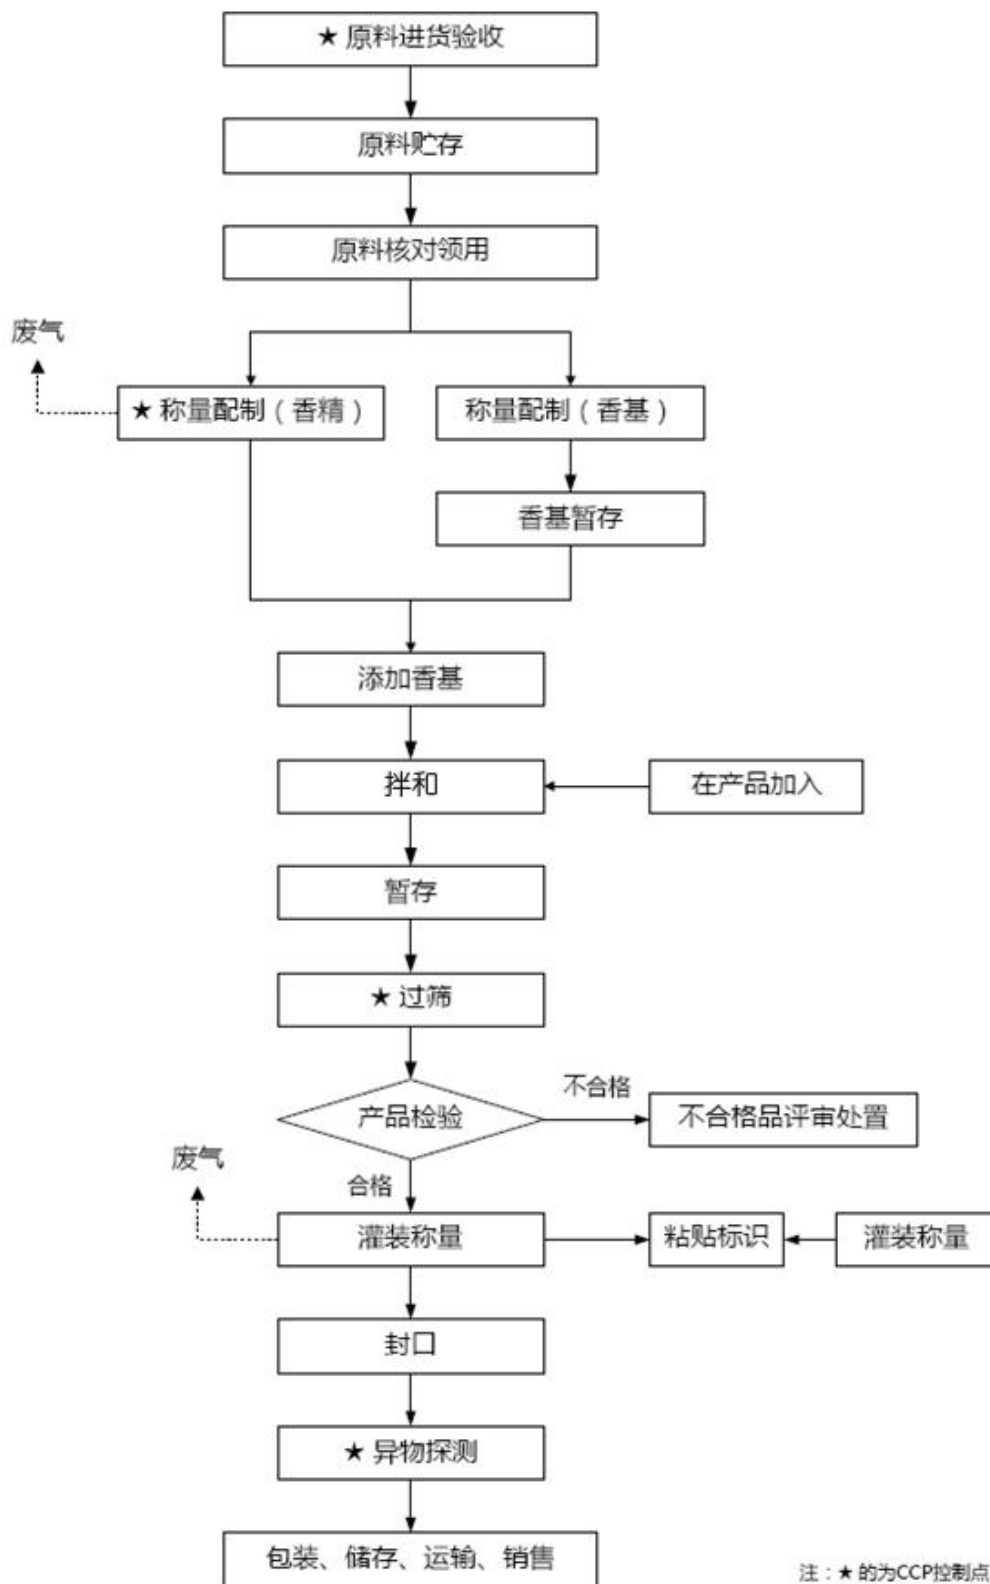 ★ 原料进货验收
原料贮存
原料核对领用
废气
★ 称量配制（香精）
称量配制（香基）
香基暂存
添加香基
拌和
在产品加入
暂存
★ 过筛
产品检验
不合格
不合格品评审处置
合格
废气
灌装称量
粘贴标识
灌装称量
封口
★ 异物探测
包装、储存、运输、销售
注：★ 的为CCP控制点